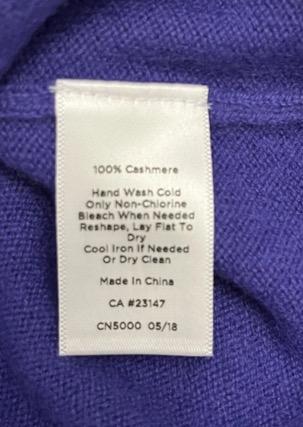 100% Cashmere
Hand Wash Cold
Only Non-Chlorine
Bleach When Needed
Reshape, Lay Flat To
Dry
Cool Iron If Needed
Or Dry Clean
Made In China
CA #23147
CN5000 05/18